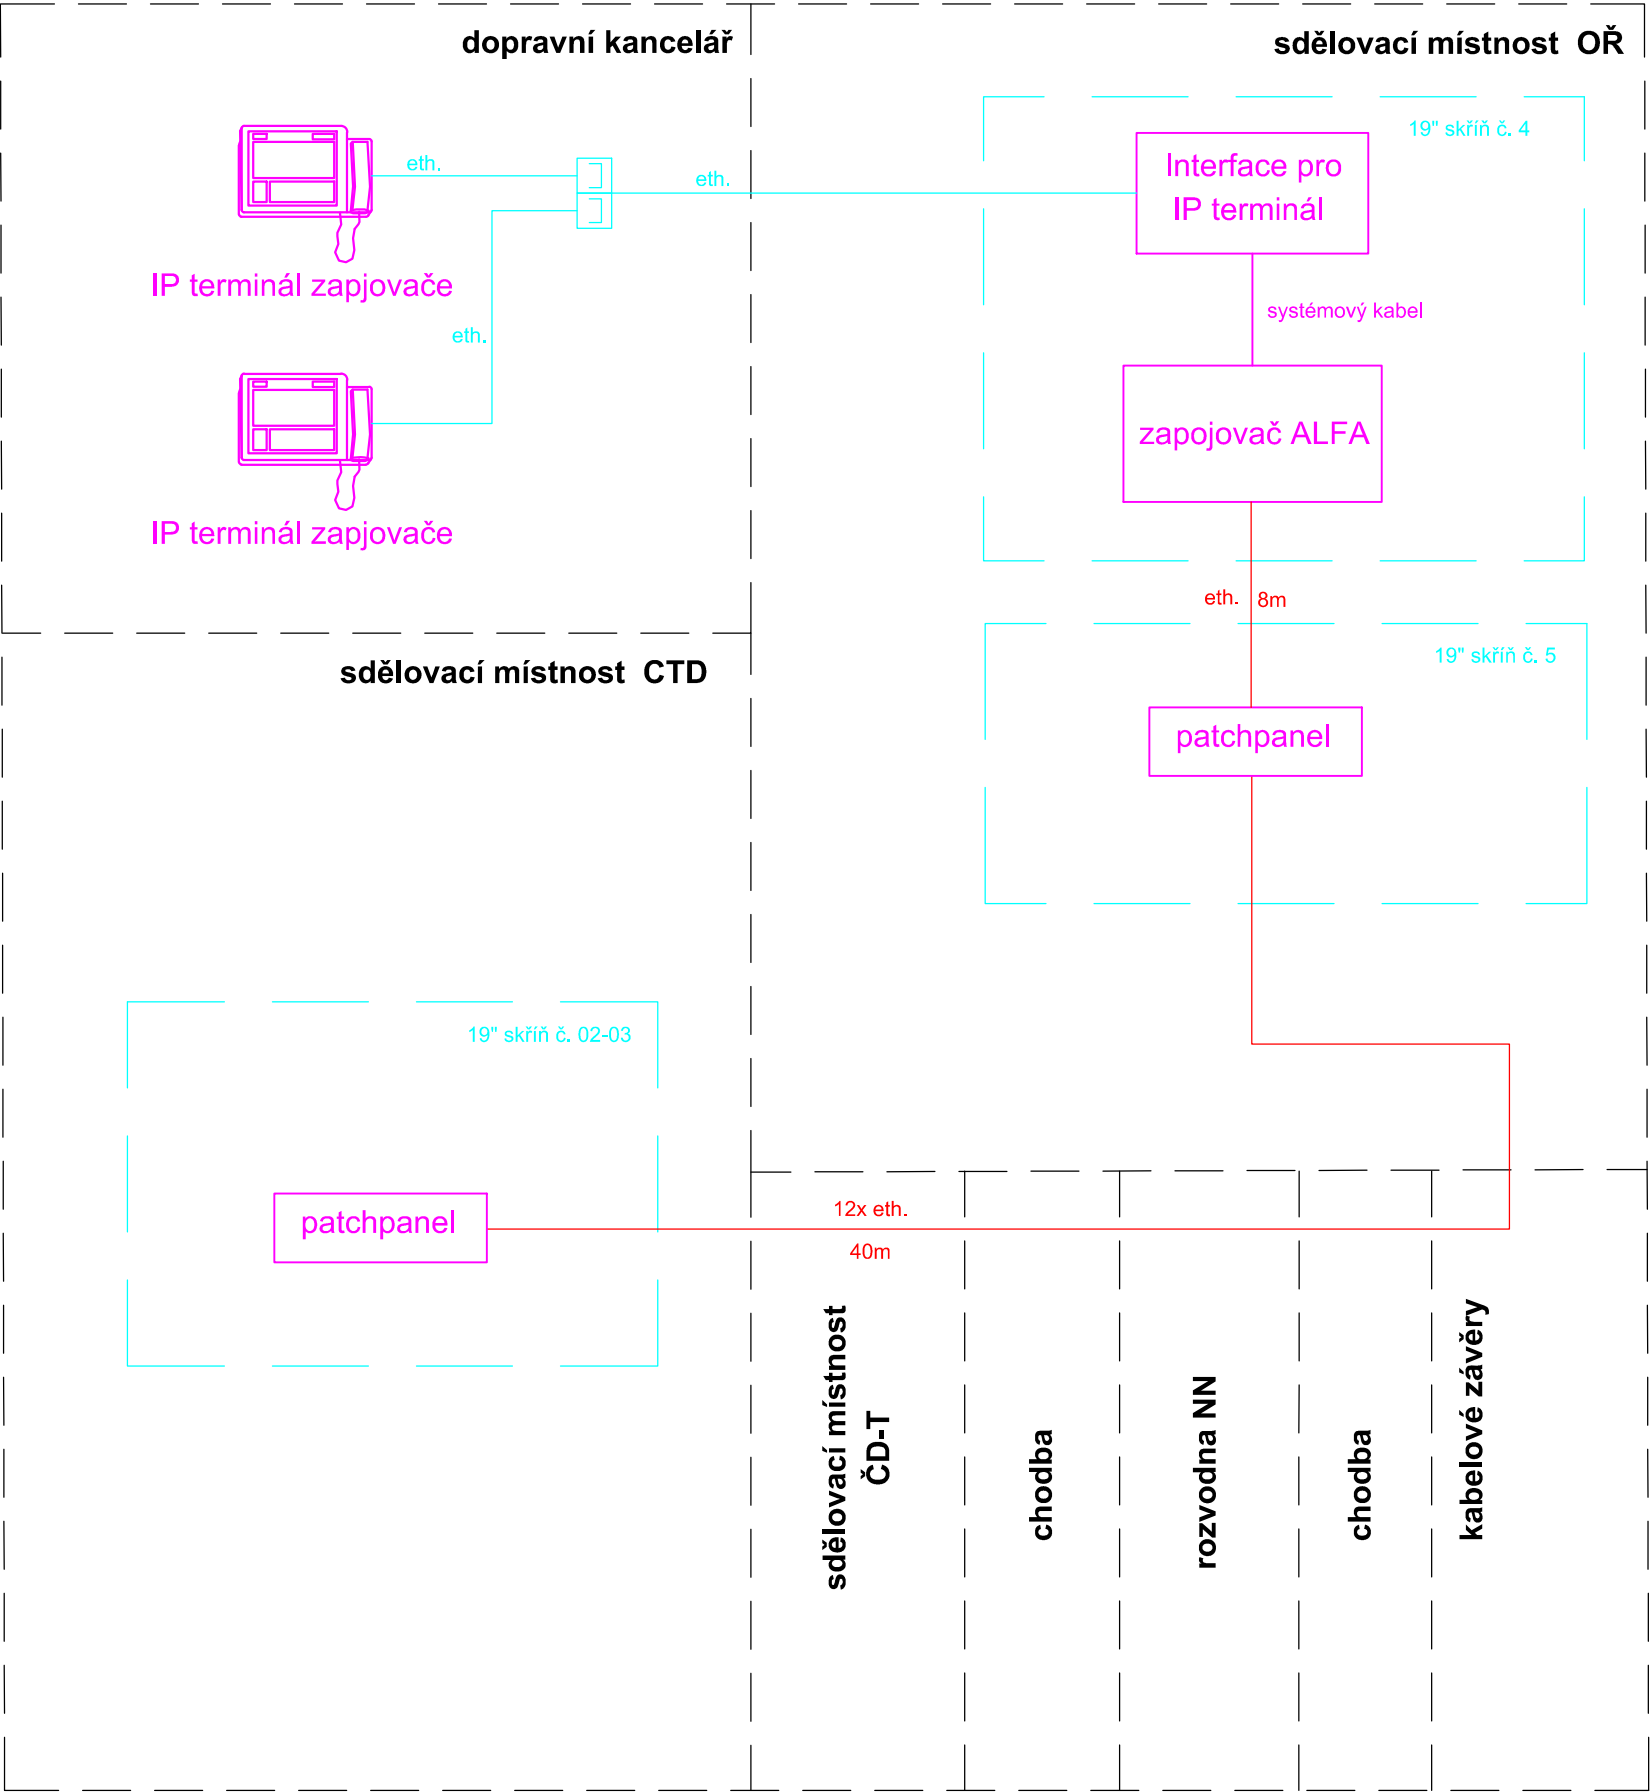 dopravní kancelář
sdělovací místnost  OŘ
19" skříň č. 4
eth.
eth.
Interface pro
IP terminál
IP terminál zapjovače
systémový kabel
eth.
zapojovač ALFA
IP terminál zapjovače
eth.
8m
sdělovací místnost  CTD
19" skříň č. 5
patchpanel
19" skříň č. 02-03
patchpanel
12x eth.
40m
sdělovací místnost
ČD-T
chodba
rozvodna NN
chodba
kabelové závěry